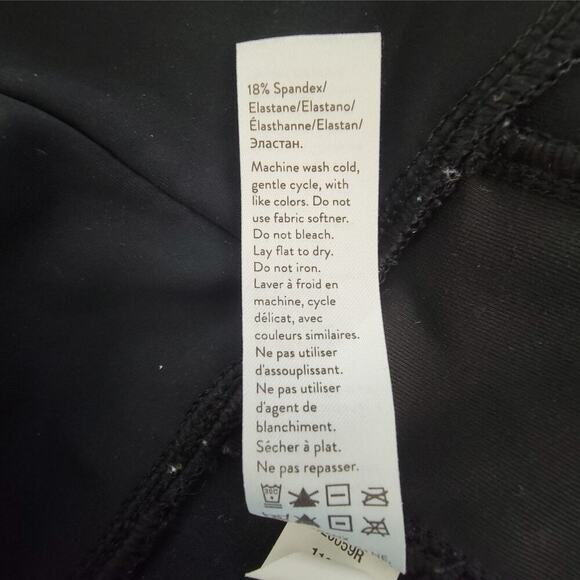 18% Spandex/
Elastane/Elastano/
Élasthanne/Elastan/
Эластан.
Machine wash cold,
gentle cycle, with
like colors. Do not
use fabric softner.
Do not bleach.
Lay flat to dry.
Do not iron.
Laver à froid en
machine, cycle
délicat, avec
couleurs similaires.
Ne pas utiliser
d'assouplissant.
Ne pas utiliser
d'agent de
blanchiment.
Sécher à plat.
Ne pas repasser.
30C